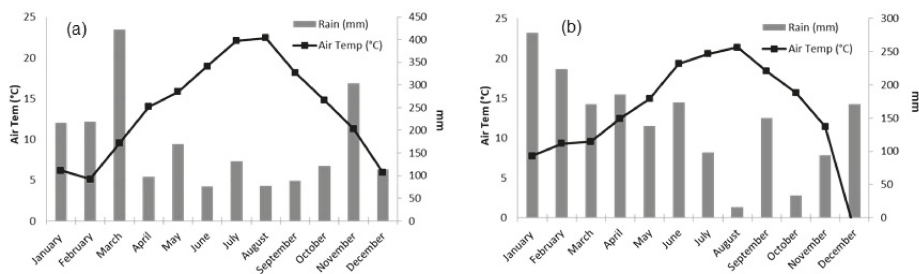 (a)
Rain (mm)
Air Temp (°C)
25
20
15
10
5
0
Air Tem (°C)
450
400
350
300
250
200
150
100
50
0
mm
January
February
March
April
May
June
July
August
September
October
November
December
(b)
Rain (mm)
Air Temp (°C)
25
20
15
10
5
0
Air Tem (°C)
300
250
200
150
100
50
0
mm
January
February
March
April
May
June
July
August
September
October
November
December